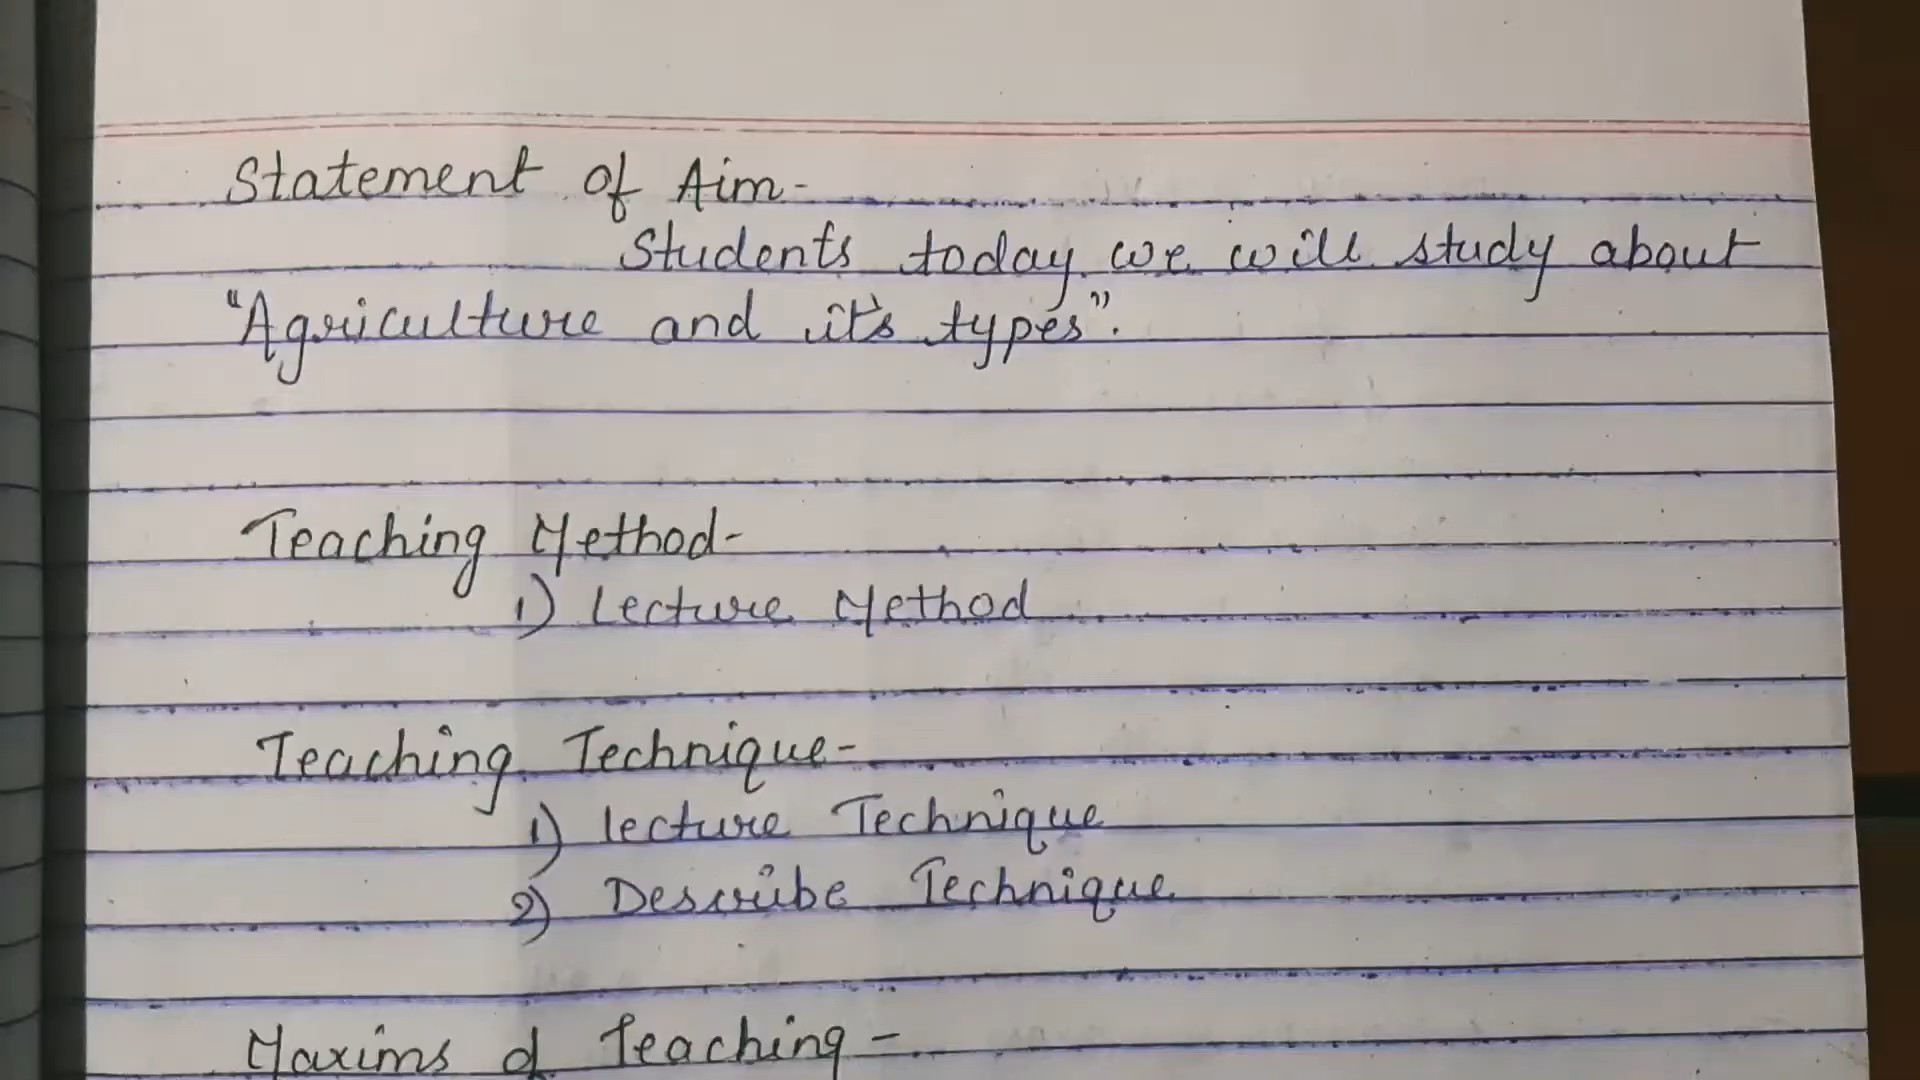 Statement of Aim-
Students today we will study about
"Agriculture and it's types".
Teaching Method-
1) Lecture Method
Teaching Technique-
1) Lecture Technique
2) Describe Technique
Maxims of Teaching-